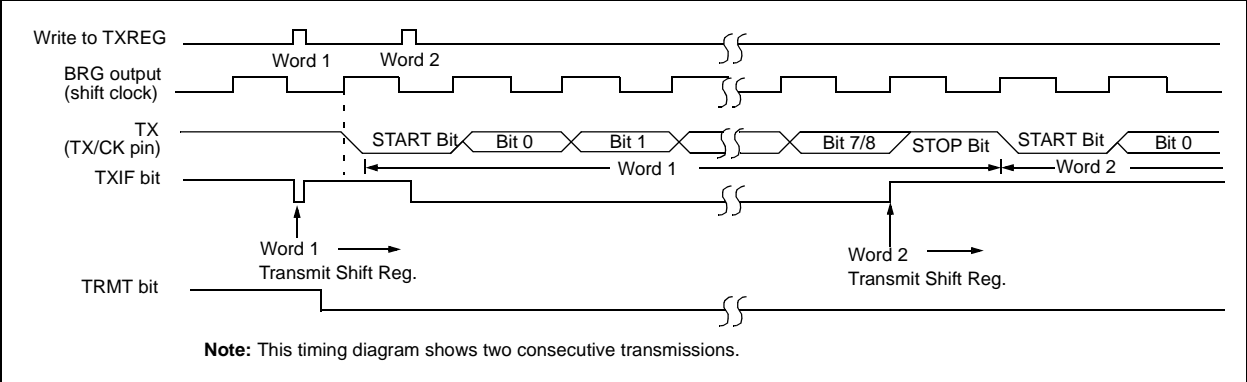 Write to TXREG
Word 1
Word 2
BRG output
(shift clock)
TX
(TX/CK pin)
START Bit
Bit 0
Bit 1
Bit 7/8
STOP Bit
START Bit
Bit 0
Word 1
Word 2
TXIF bit
Word 1
Transmit Shift Reg.
Word 2
Transmit Shift Reg.
TRMT bit
Note: This timing diagram shows two consecutive transmissions.